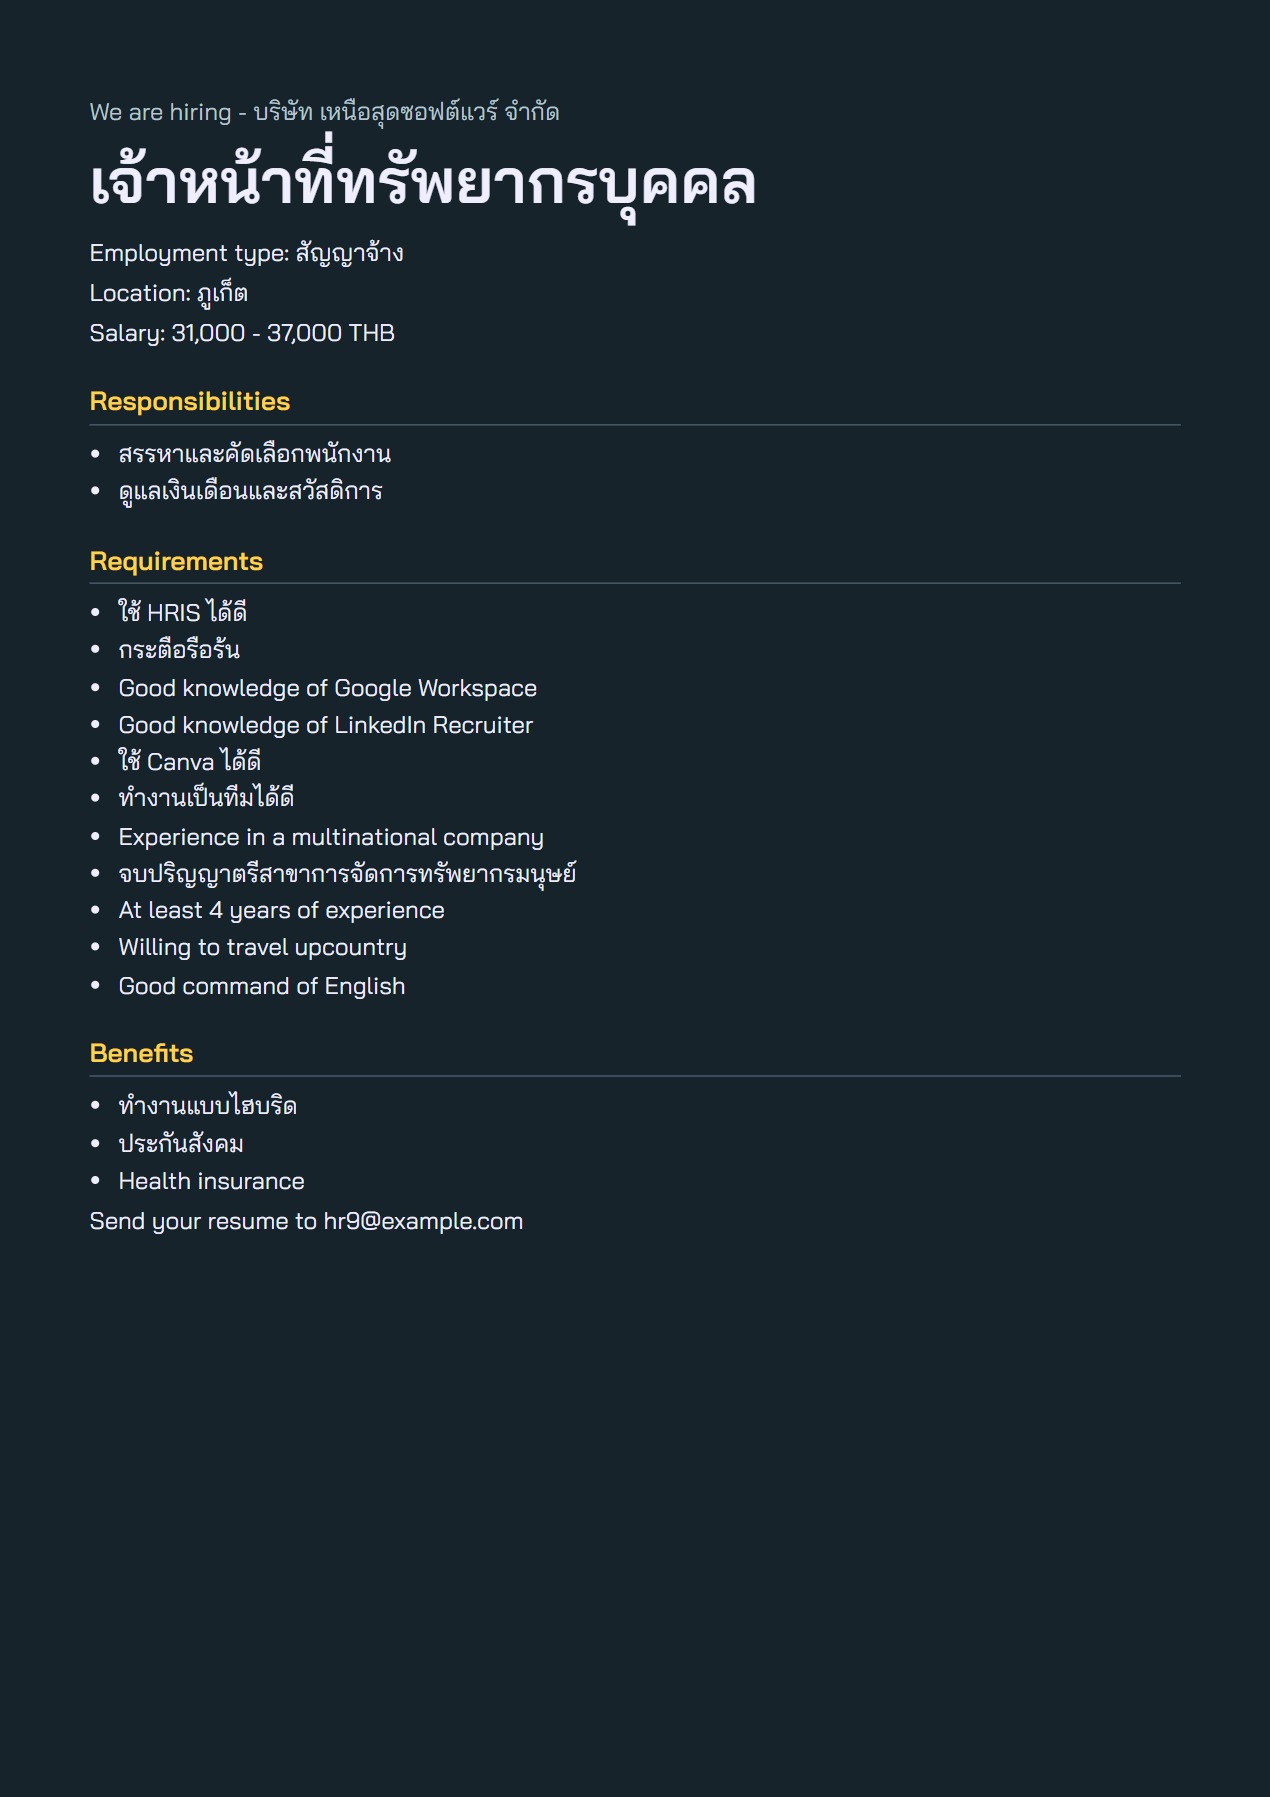 We are hiring - บริษัท เหนือสุดซอฟต์แวร์ จำกัด
เจ้าหน้าที่ทรัพยากรบุคคล
Employment type: สัญญาจ้าง
Location: ภูเก็ต
Salary: 31,000 - 37,000 THB
Responsibilities
• สรรหาและคัดเลือกพนักงาน
• ดูแลเงินเดือนและสวัสดิการ
Requirements
• ใช้ HRIS ได้ดี
• กระตือรือร้น
• Good knowledge of Google Workspace
• Good knowledge of LinkedIn Recruiter
• ใช้ Canva ได้ดี
• ทำงานเป็นทีมได้ดี
• Experience in a multinational company
• จบปริญญาตรีสาขาการจัดการทรัพยากรมนุษย์
• At least 4 years of experience
• Willing to travel upcountry
• Good command of English
Benefits
• ทำงานแบบไฮบริด
• ประกันสังคม
• Health insurance
Send your resume to hr9@example.com